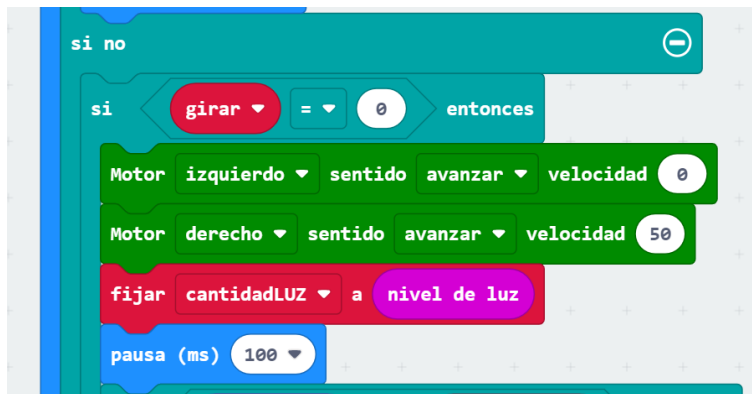 si no
si girar = 0 entonces
Motor izquierdo sentido avanzar velocidad 0
Motor derecho sentido avanzar velocidad 50
fijar cantidadLUZ a nivel de luz
pausa (ms) 100